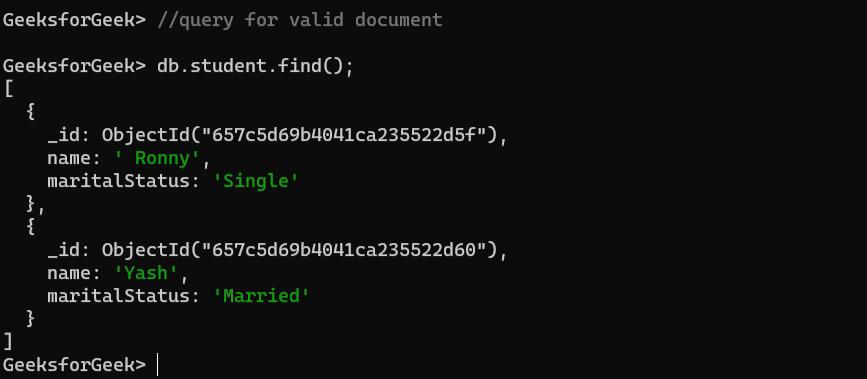 GeeksforGeek> //query for valid document
GeeksforGeek> db.student.find();
[
  {
    _id: ObjectId("657c5d69b4041ca235522d5f"),
    name: ' Ronny',
    maritalStatus: 'Single'
  },
  {
    _id: ObjectId("657c5d69b4041ca235522d60"),
    name: 'Yash',
    maritalStatus: 'Married'
  }
]
GeeksforGeek>